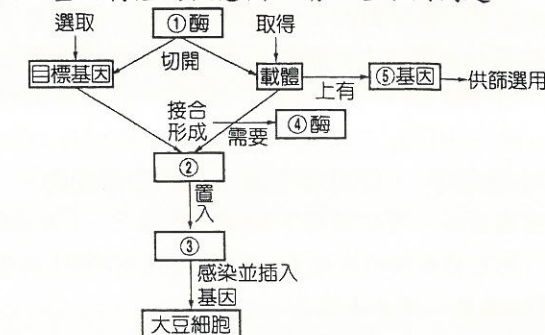 選取
①酶
取得
切開
目標基因
載體
上有
⑤基因
供篩選用
接合
形成
需要
④酶
②
置
入
③
感染並插入
基因
大豆細胞